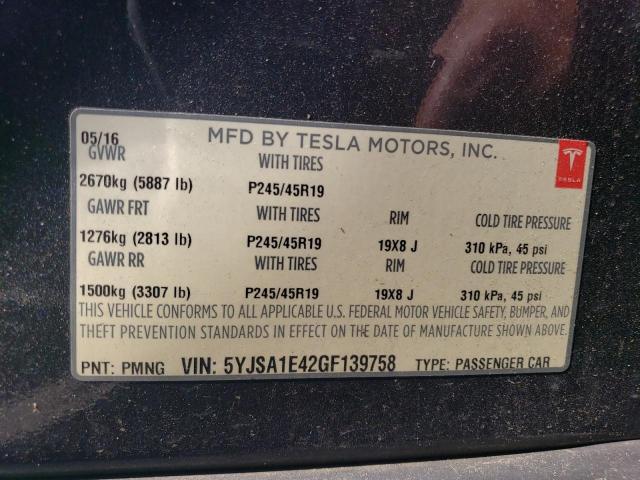 05/16 MFD BY TESLA MOTORS, INC.
GVWR WITH TIRES
2670kg (5887 lb) P245/45R19
GAWR FRT WITH TIRES RIM COLD TIRE PRESSURE
1276kg (2813 lb) P245/45R19 19X8 J 310 kPa, 45 psi
GAWR RR WITH TIRES RIM COLD TIRE PRESSURE
1500kg (3307 lb) P245/45R19 19X8 J 310 kPa, 45 psi
THIS VEHICLE CONFORMS TO ALL APPLICABLE U.S. FEDERAL MOTOR VEHICLE SAFETY, BUMPER, AND
THEFT PREVENTION STANDARDS IN EFFECT ON THE DATE OF MANUFACTURE SHOWN ABOVE.
PNT: PMNG VIN: 5YJSA1E42GF139758 TYPE: PASSENGER CAR
TESLA